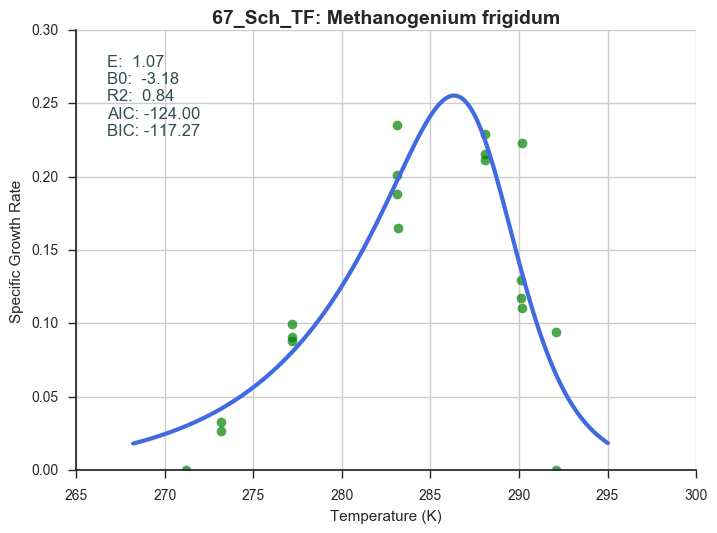 67_Sch_TF: Methanogenium frigidum
E:  1.07
B0:  -3.18
R2:  0.84
AIC: -124.00
BIC: -117.27
0.30
0.25
0.20
0.15
0.10
0.05
0.00
Specific Growth Rate
265 270 275 280 285 290 295 300
Temperature (K)